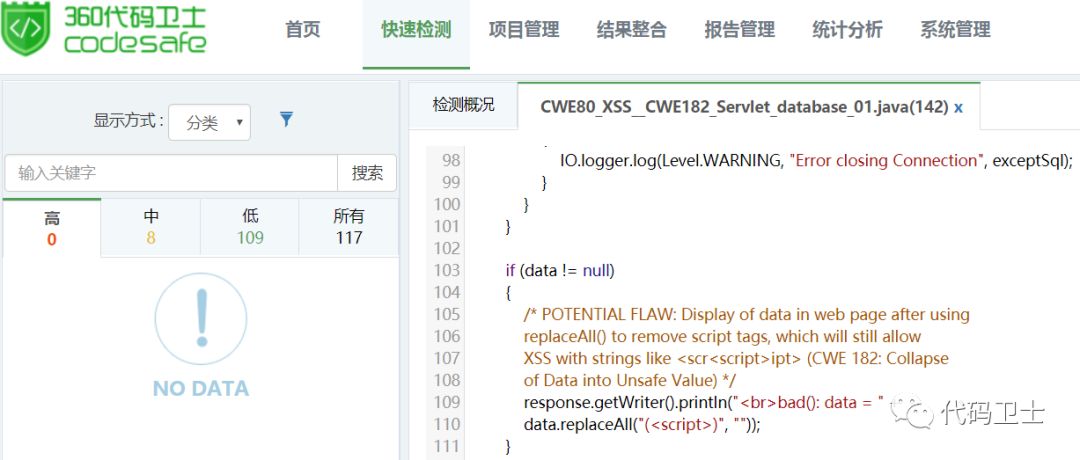 360代码卫士
codesafe
首页 快速检测 项目管理 结果整合 报告管理 统计分析 系统管理
显示方式： 分类
输入关键字 搜索
高 中 低 所有
0 8 109 117
NO DATA
检测概况 CWE80_XSS__CWE182_Servlet_database_01.java(142) x
98 IO.logger.log(Level.WARNING, "Error closing Connection", exceptSql);
99 }
100 }
101 }
102
103 if (data != null)
104 {
105 /* POTENTIAL FLAW: Display of data in web page after using
106 replaceAll() to remove script tags, which will still allow
107 XSS with strings like <scr<script>ipt> (CWE 182: Collapse
108 of Data into Unsafe Value) */
109 response.getWriter().println("<br>bad(): data = "
110 data.replaceAll("(<script>)", ""));
111 }
代码卫士